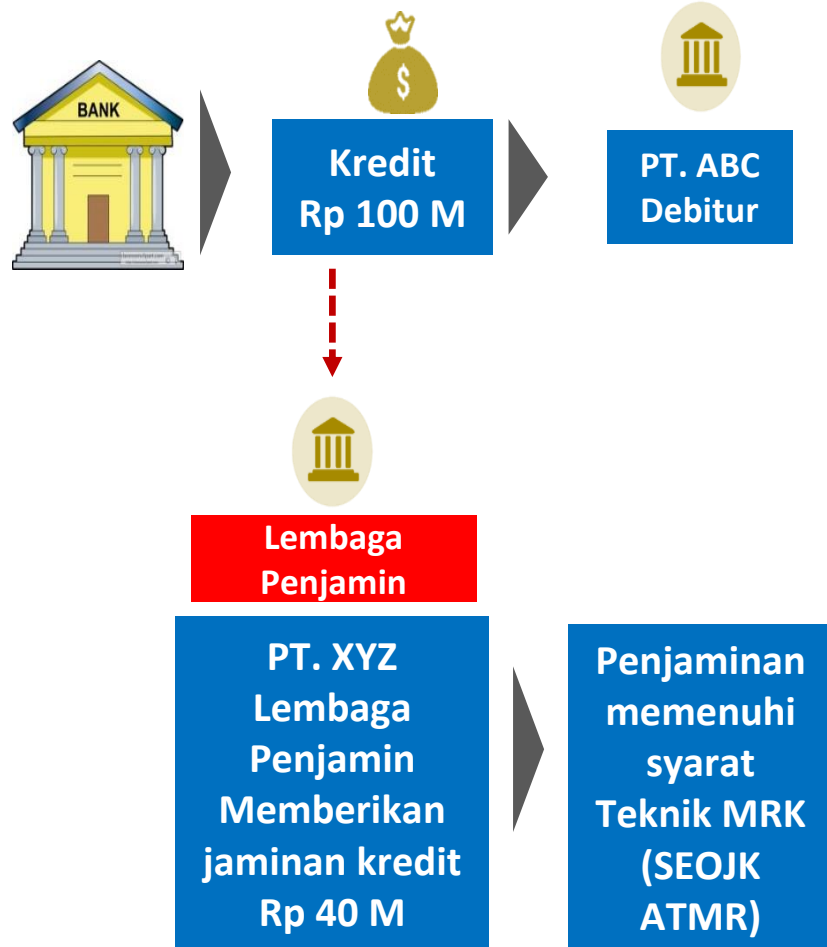 BANK
$
Kredit
Rp 100 M
PT. ABC
Debitur
Lembaga
Penjamin
PT. XYZ
Lembaga
Penjamin
Memberikan
jaminan kredit
Rp 40 M
Penjaminan
memenuhi
syarat
Teknik MRK
(SEOJK
ATMR)